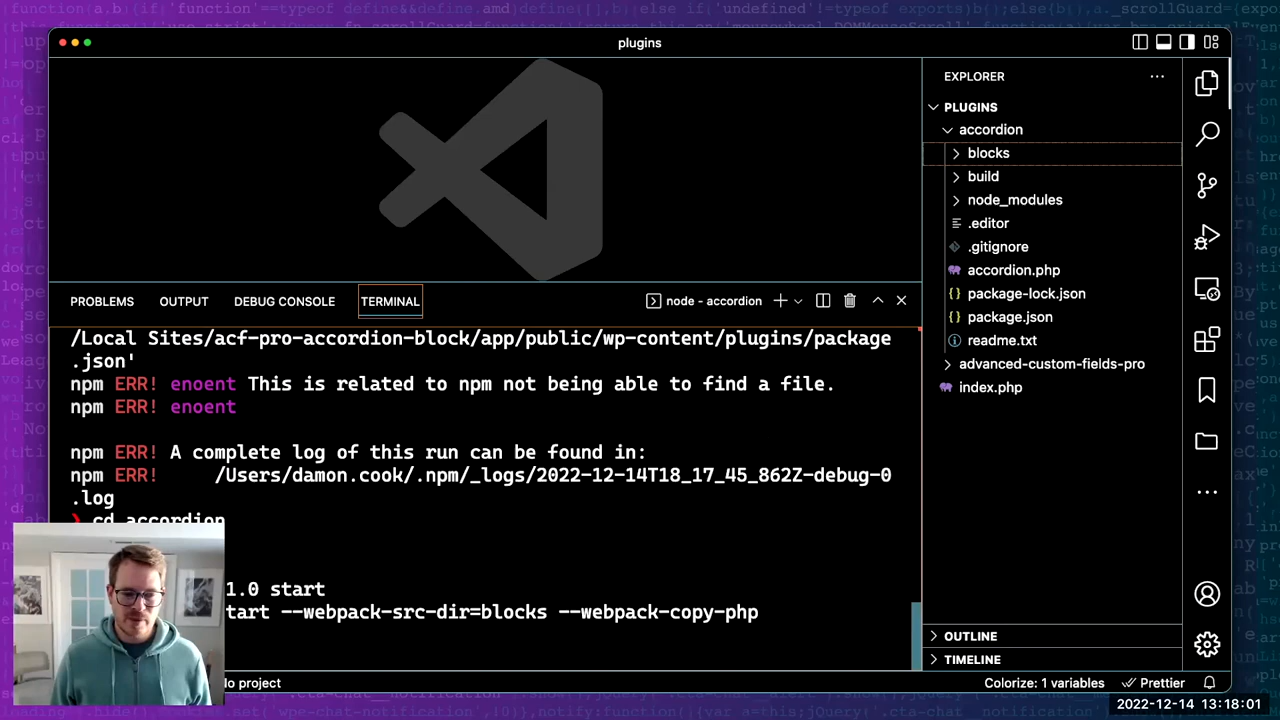 plugins
PROBLEMS
OUTPUT
DEBUG CONSOLE
TERMINAL
node - accordion
/Local Sites/acf-pro-accordion-block/app/public/wp-content/plugins/package
.json'
npm ERR! enoent This is related to npm not being able to find a file.
npm ERR! enoent
npm ERR! A complete log of this run can be found in:
npm ERR!     /Users/damon.cook/.npm/_logs/2022-12-14T18_17_45_862Z-debug-0
.log
❯ cd accordion
1.0 start
tart --webpack-src-dir=blocks --webpack-copy-php
EXPLORER
PLUGINS
accordion
blocks
build
node_modules
.editor
.gitignore
accordion.php
package-lock.json
package.json
readme.txt
advanced-custom-fields-pro
index.php
OUTLINE
TIMELINE
No project
Colorize: 1 variables
Prettier
2022-12-14 13:18:01